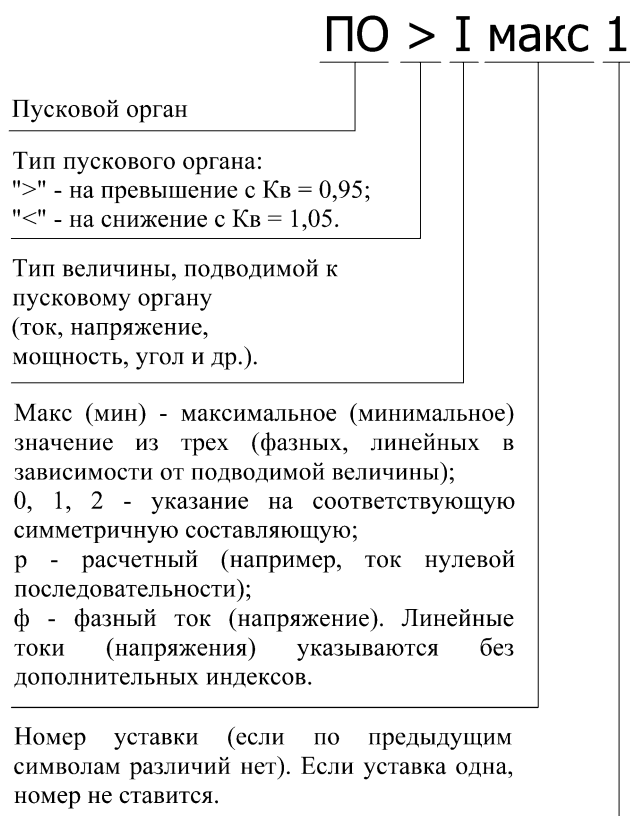 ПО > I макс 1
Пусковой орган
Тип пускового органа:
">" - на превышение с Кв = 0,95;
"<" - на снижение с Кв = 1,05.
Тип величины, подводимой к
пусковому органу
(ток, напряжение,
мощность, угол и др.).
Макс (мин) - максимальное (минимальное)
значение из трех (фазных, линейных в
зависимости от подводимой величины);
0, 1, 2 - указание на соответствующую
симметричную составляющую;
р - расчетный (например, ток нулевой
последовательности);
ф - фазный ток (напряжение). Линейные
токи (напряжения) указываются без
дополнительных индексов.
Номер уставки (если по предыдущим
символам различий нет). Если уставка одна,
номер не ставится.